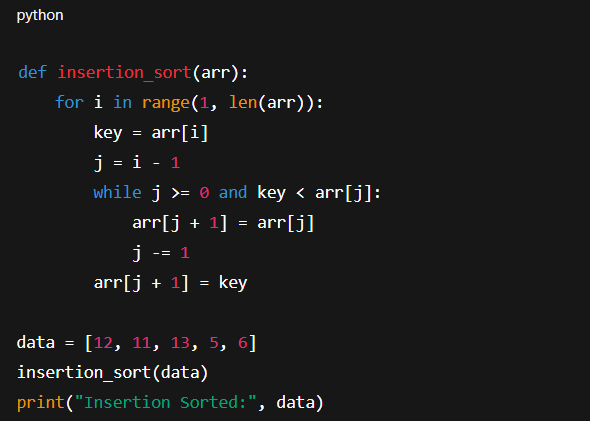 python
def insertion_sort(arr):
    for i in range(1, len(arr)):
        key = arr[i]
        j = i - 1
        while j >= 0 and key < arr[j]:
            arr[j + 1] = arr[j]
            j -= 1
        arr[j + 1] = key
data = [12, 11, 13, 5, 6]
insertion_sort(data)
print("Insertion Sorted:", data)